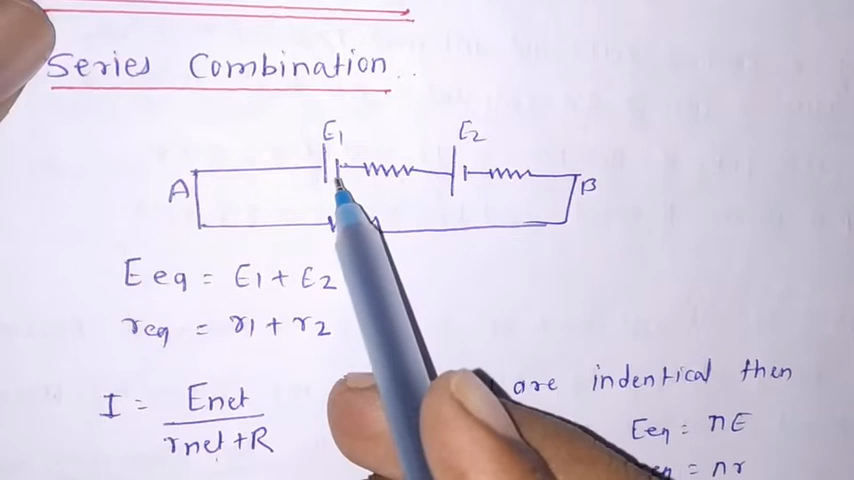 Series Combination
E1 E2
A B
Eeq = E1 + E2
req = r1 + r2
I = Enet / rnet + R
are indentical then
Eeq = nE
= nr